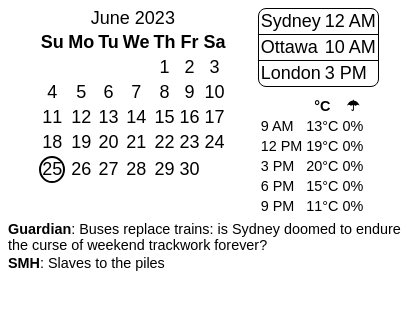 June 2023
Su Mo Tu We Th Fr Sa
1 2 3
4 5 6 7 8 9 10
11 12 13 14 15 16 17
18 19 20 21 22 23 24
25 26 27 28 29 30
Sydney 12 AM
Ottawa 10 AM
London 3 PM
°C ☂
9 AM 13°C 0%
12 PM 19°C 0%
3 PM 20°C 0%
6 PM 15°C 0%
9 PM 11°C 0%
Guardian: Buses replace trains: is Sydney doomed to endure
the curse of weekend trackwork forever?
SMH: Slaves to the piles